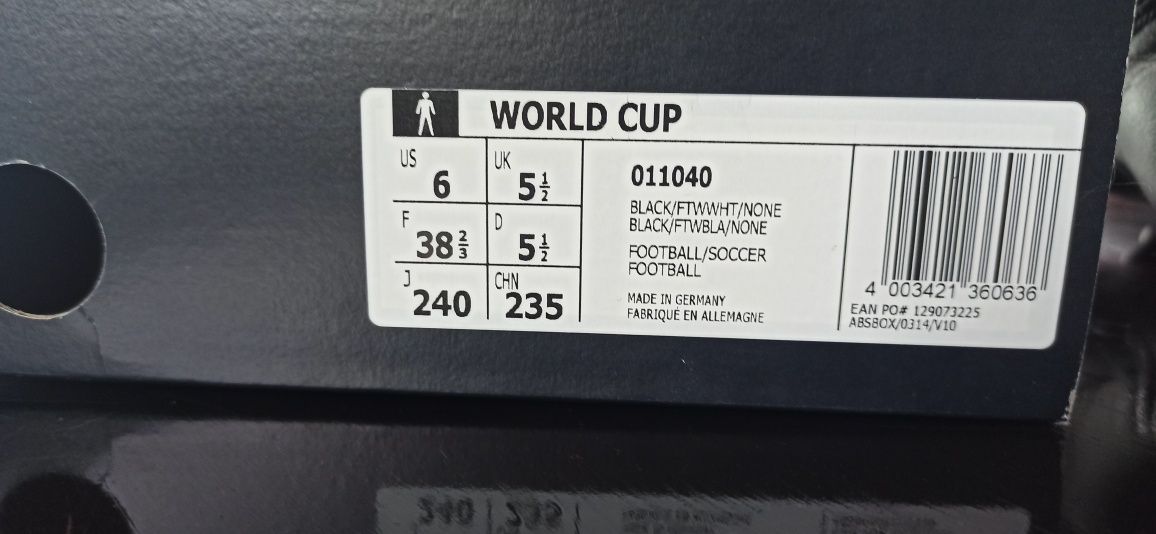 WORLD CUP
US 6 UK 5 1/2
F 38 2/3 D 5 1/2
J 240 CHN 235
011040
BLACK/FTWWHT/NONE
BLACK/FTWBLA/NONE
FOOTBALL/SOCCER
FOOTBALL
MADE IN GERMANY
FABRIQUÉ EN ALLEMAGNE
4 003421 360636
EAN PO# 129073225
ABSBOX/0314/V10
240 235